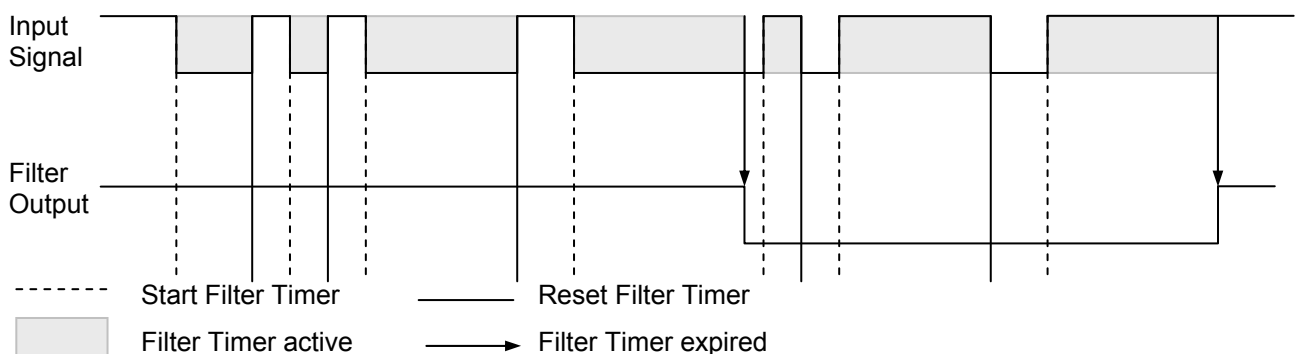 Input
Signal
Filter
Output
Start Filter Timer
Reset Filter Timer
Filter Timer active
Filter Timer expired